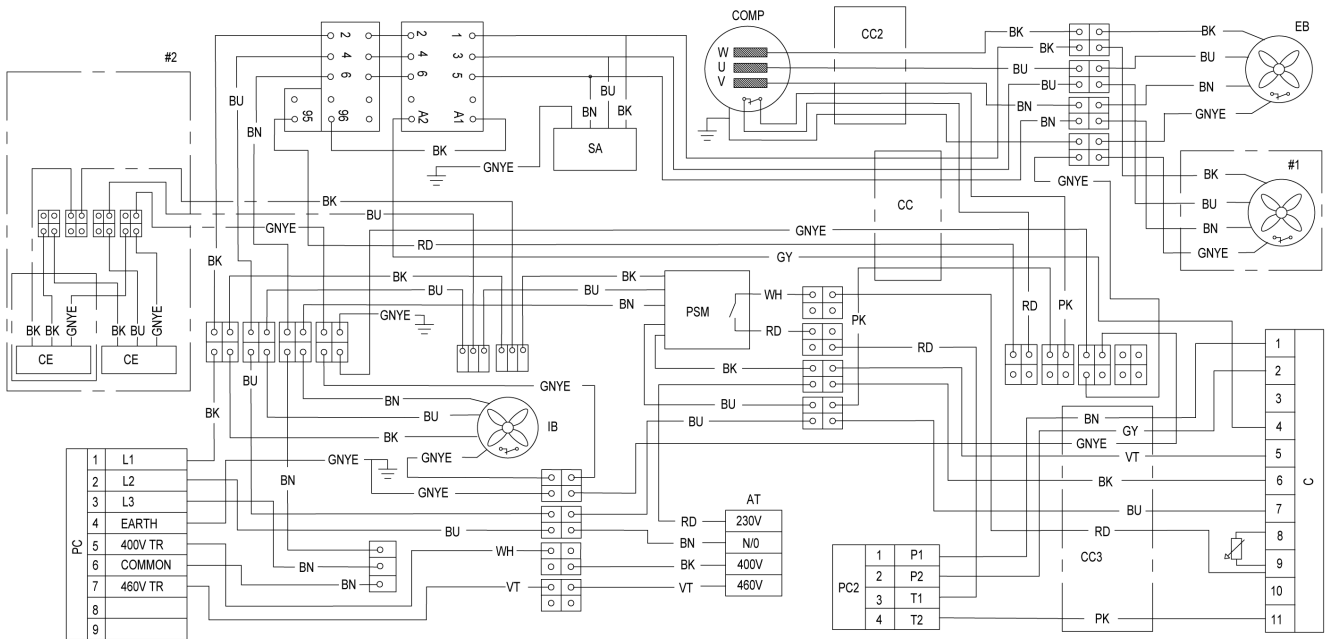 #2
2
4
6
95
96
2
4
6
A2
1
3
5
A1
BK
BU
BN
BU
BN
BK
SA
GNYE
COMP
W
U
V
CC2
BK
BK
BU
BU
BN
BN
GNYE
BK
BU
BN
GNYE
EB
#1
BK
BU
BN
GNYE
CC
BK
BU
GNYE
RD
GNYE
GY
BK
BU
BK
BU
BN
GNYE
BK
PSM
WH
RD
PK
RD
RD
PK
BK
BU
BU
BK
BK
GNYE
BK
BU
GNYE
CE
CE
BU
BK
BN
BU
BK
IB
GNYE
GNYE
GNYE
GNYE
BN
BU
BN
BN
WH
VT
PC
1 L1
2 L2
3 L3
4 EARTH
5 400V TR
6 COMMON
7 460V TR
8
9
AT
RD 230V
BN N/0
BK 400V
VT 460V
BN
GY
GNYE
VT
BK
BU
RD
CC3
PK
PC2
1 P1
2 P2
3 T1
4 T2
1
2
3
4
5
6
7
8
9
10
11
C